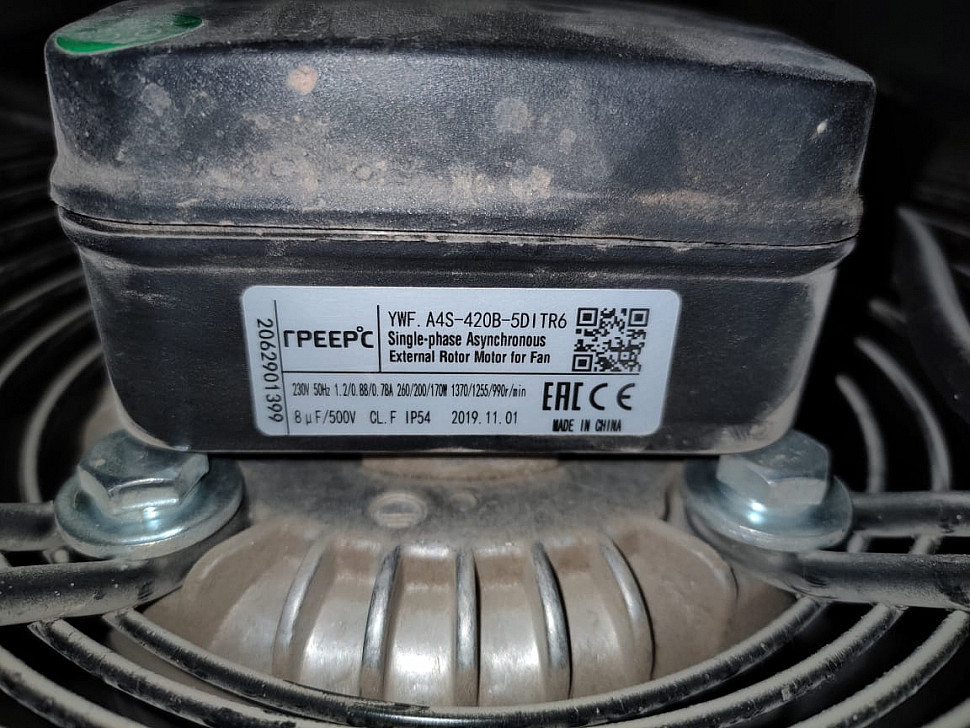 2062901399
ГРЕЕРС
YWF. A4S-420B-5DITR6
Single-phase Asynchronous
External Rotor Motor for Fan
230V 50Hz 1.2/0.88/0.78A 260/200/170W 1370/1255/990r/min
8μF/500V CL.F IP54 2019.11.01
EAC CE
MADE IN CHINA